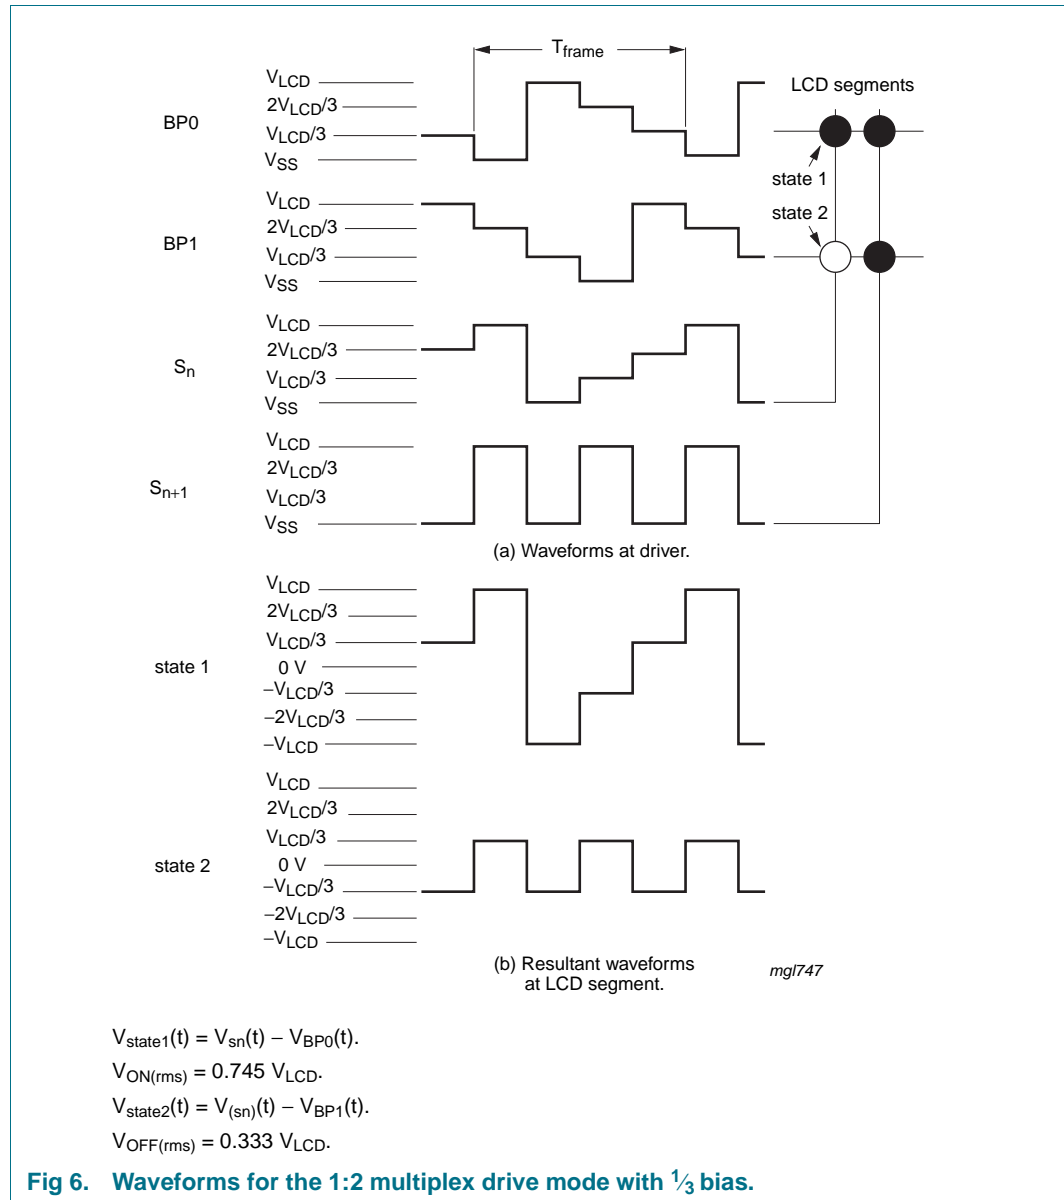 Tframe
BP0
VLCD
2VLCD/3
VLCD/3
VSS
LCD segments
state 1
state 2
BP1
VLCD
2VLCD/3
VLCD/3
VSS
Sn
VLCD
2VLCD/3
VLCD/3
VSS
Sn+1
VLCD
2VLCD/3
VLCD/3
VSS
(a) Waveforms at driver.
state 1
VLCD
2VLCD/3
VLCD/3
0 V
−VLCD/3
−2VLCD/3
−VLCD
state 2
VLCD
2VLCD/3
VLCD/3
0 V
−VLCD/3
−2VLCD/3
−VLCD
(b) Resultant waveforms
at LCD segment.
mgl747
Vstate1(t) = Vsn(t) − VBP0(t).
VON(rms) = 0.745 VLCD.
Vstate2(t) = V(sn)(t) − VBP1(t).
VOFF(rms) = 0.333 VLCD.
Fig 6. Waveforms for the 1:2 multiplex drive mode with 1⁄3 bias.